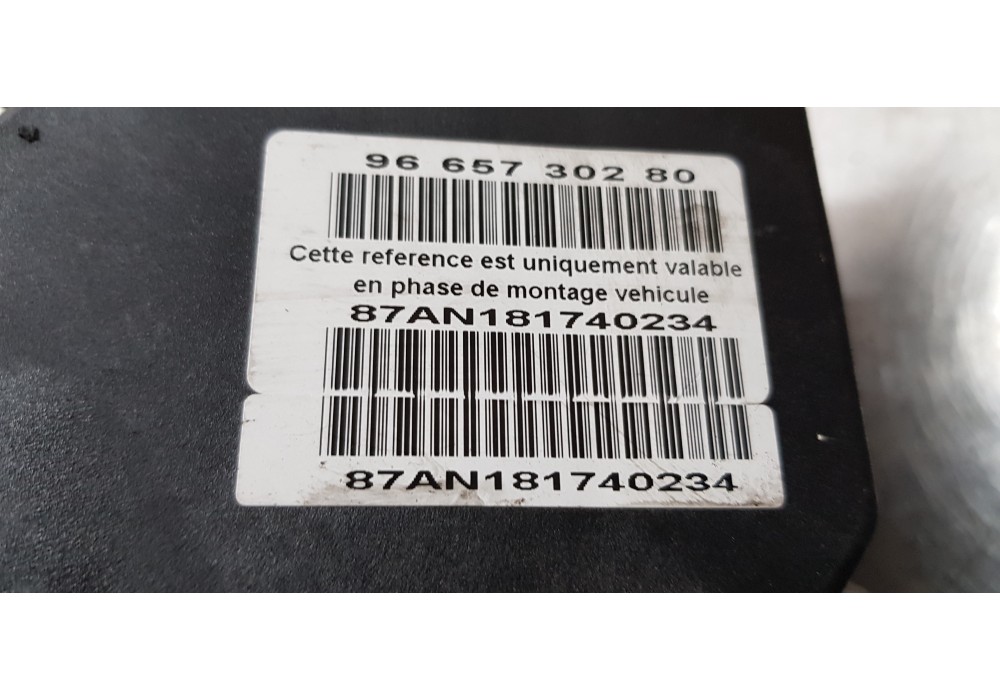 96 657 302 80
Cette reference est uniquement valable
en phase de montage vehicule
87AN181740234
87AN181740234